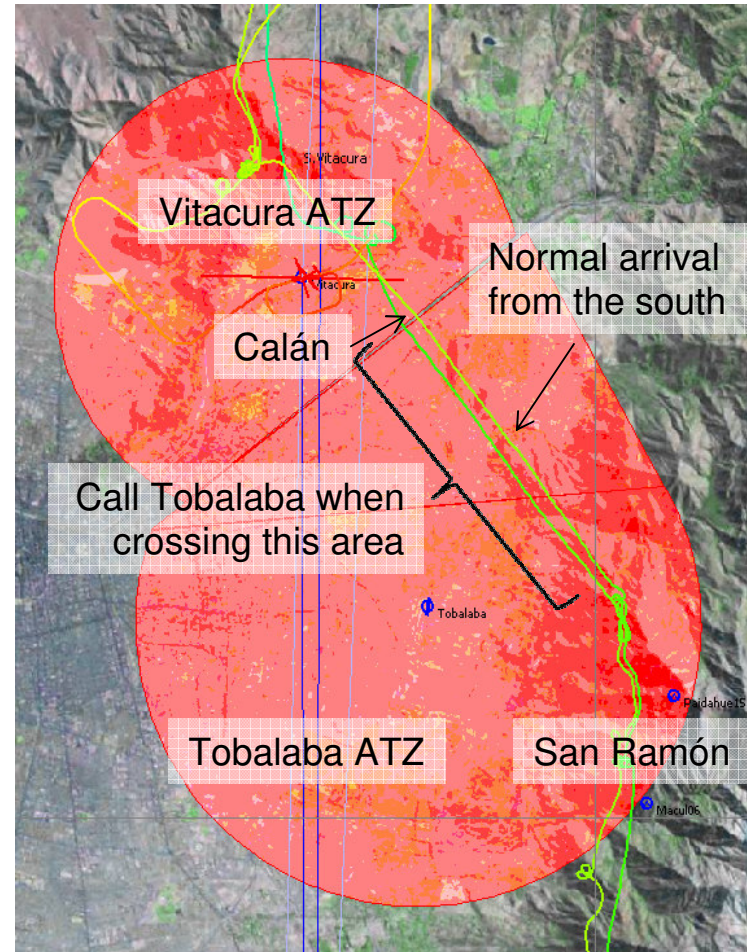 S.Vitacura
Vitacura ATZ
Normal arrival
from the south
Vitacura
Calán
Call Tobalaba when
crossing this area
Tobalaba
Tobalaba ATZ
San Ramón
Macul06